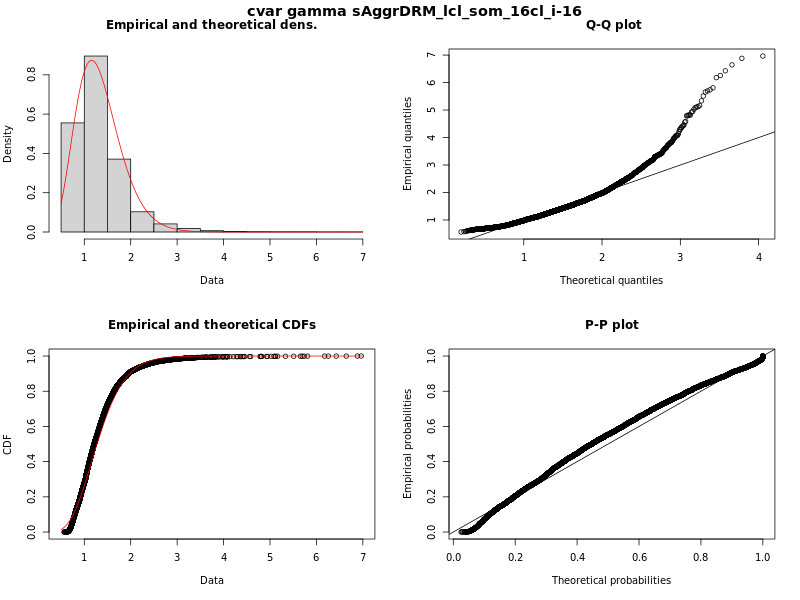 cvar gamma sAggrDRM_lcl_som_16cl_i-16
Empirical and theoretical dens.
Density
0.0 0.2 0.4 0.6 0.8
1 2 3 4 5 6 7
Data
Q-Q plot
Empirical quantiles
1 2 3 4 5 6 7
1 2 3 4
Theoretical quantiles
Empirical and theoretical CDFs
CDF
0.0 0.2 0.4 0.6 0.8 1.0
1 2 3 4 5 6 7
Data
P-P plot
Empirical probabilities
0.0 0.2 0.4 0.6 0.8 1.0
0.0 0.2 0.4 0.6 0.8 1.0
Theoretical probabilities